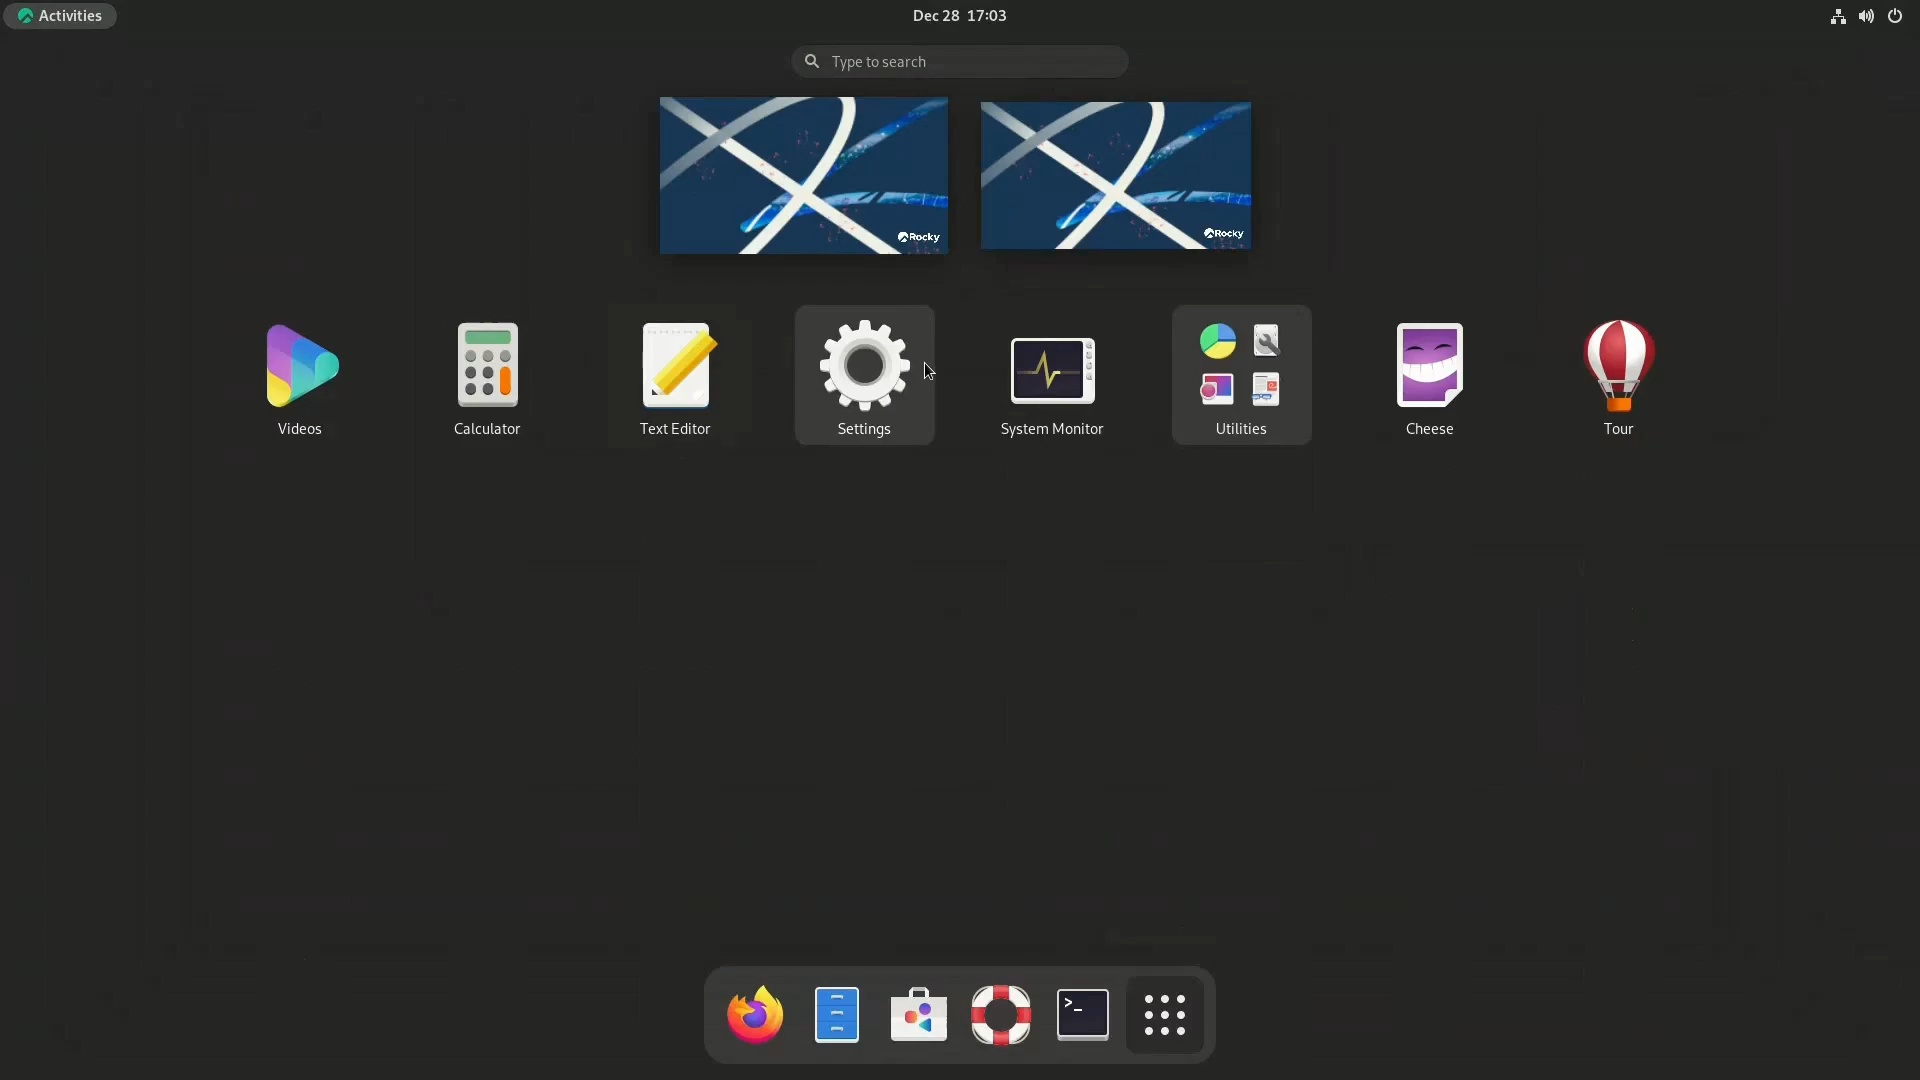 Activities
Dec 28 17:03
Type to search
Rocky
Rocky
Videos
Calculator
Text Editor
Settings
System Monitor
Utilities
Cheese
Tour
>_